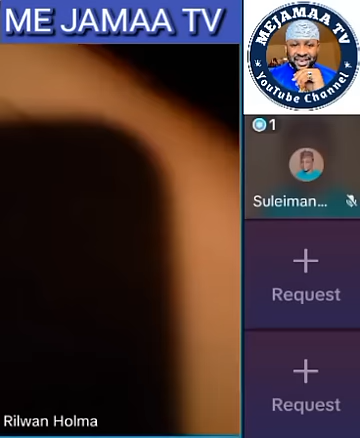 ME JAMAA TV
MEJAMAA TV
YouTube Channel
1
Suleiman...
Request
Request
Rilwan Holma